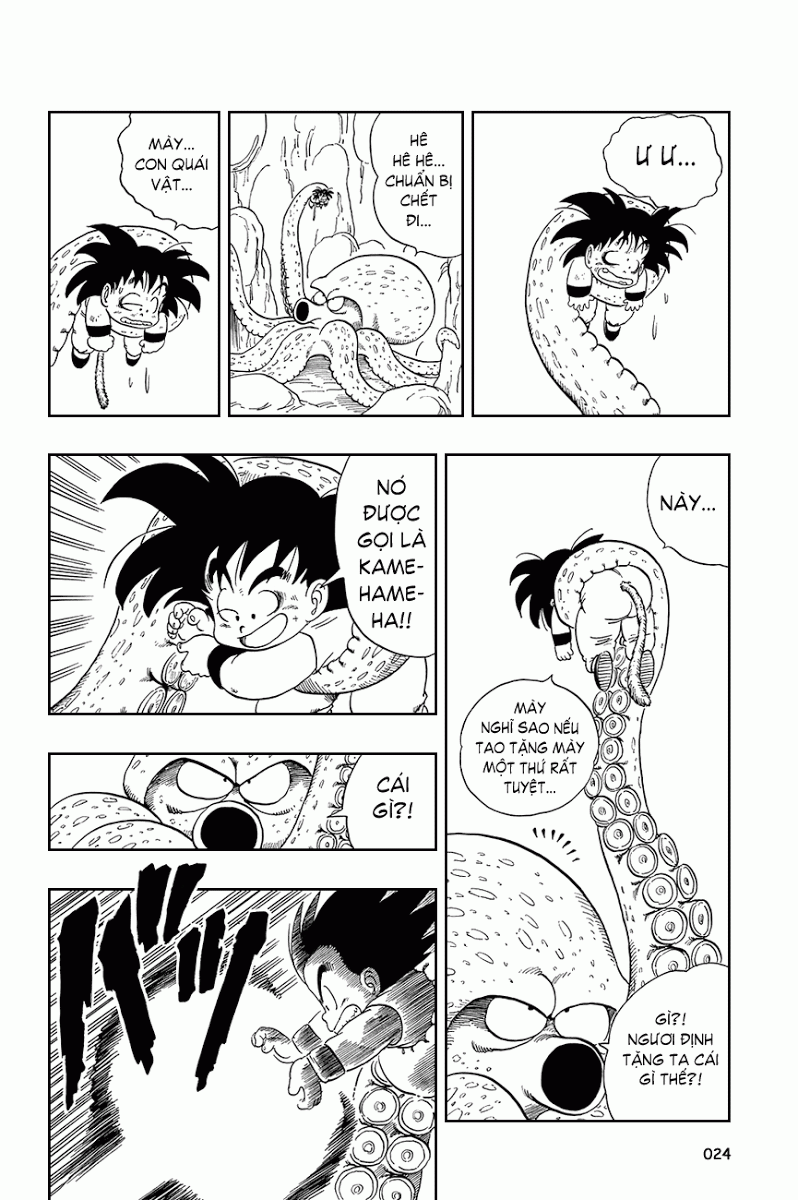 Ư Ư...
HÊ
HÊ HÊ...
CHUẨN BỊ
CHẾT
ĐI...
MÀY...
CON QUÁI
VẬT...
NÀY...
MÀY
NGHĨ SAO NẾU
TAO TẶNG MÀY
MỘT THỨ RẤT
TUYỆT...
GÌ?!
NGƯƠI ĐỊNH
TẶNG TA CÁI
GÌ THẾ?!
NÓ
ĐƯỢC
GỌI LÀ
KAME-
HAME-
HA!!
CÁI
GÌ?!
バッ
024